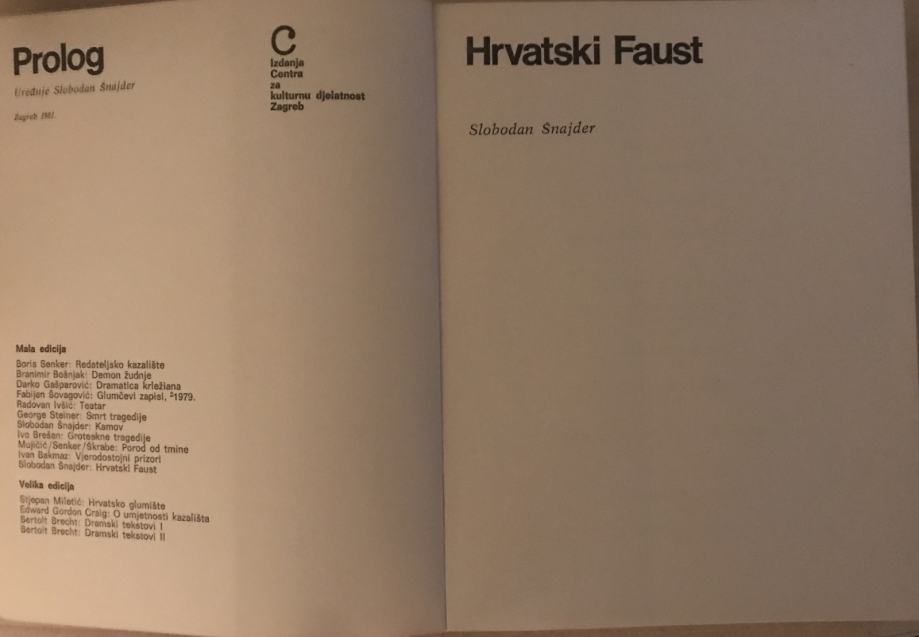 Prolog
Uređuje Slobodan Šnajder
Zagreb 1981.
C
Izdanja
Centra
za
kulturnu djelatnost
Zagreb
Mala edicija
Boris Senker: Redateljsko kazalište
Branimir Bošnjak: Demon žudnje
Darko Gašparović: Dramatica krležiana
Fabijan Šovagović: Glumčevi zapisi, ²1979.
Radovan Ivšić: Teatar
George Steiner: Smrt tragedije
Slobodan Šnajder: Kamov
Ivo Brešan: Groteskne tragedije
Mujičić/Senker/Škrabe: Porod od tmine
Ivan Bakmaz: Vjerodostojni prizori
Slobodan Šnajder: Hrvatski Faust
Velika edicija
Stjepan Miletić: Hrvatsko glumište
Edward Gordon Craig: O umjetnosti kazališta
Bertolt Brecht: Dramski tekstovi I
Bertolt Brecht: Dramski tekstovi II
Hrvatski Faust
Slobodan Šnajder